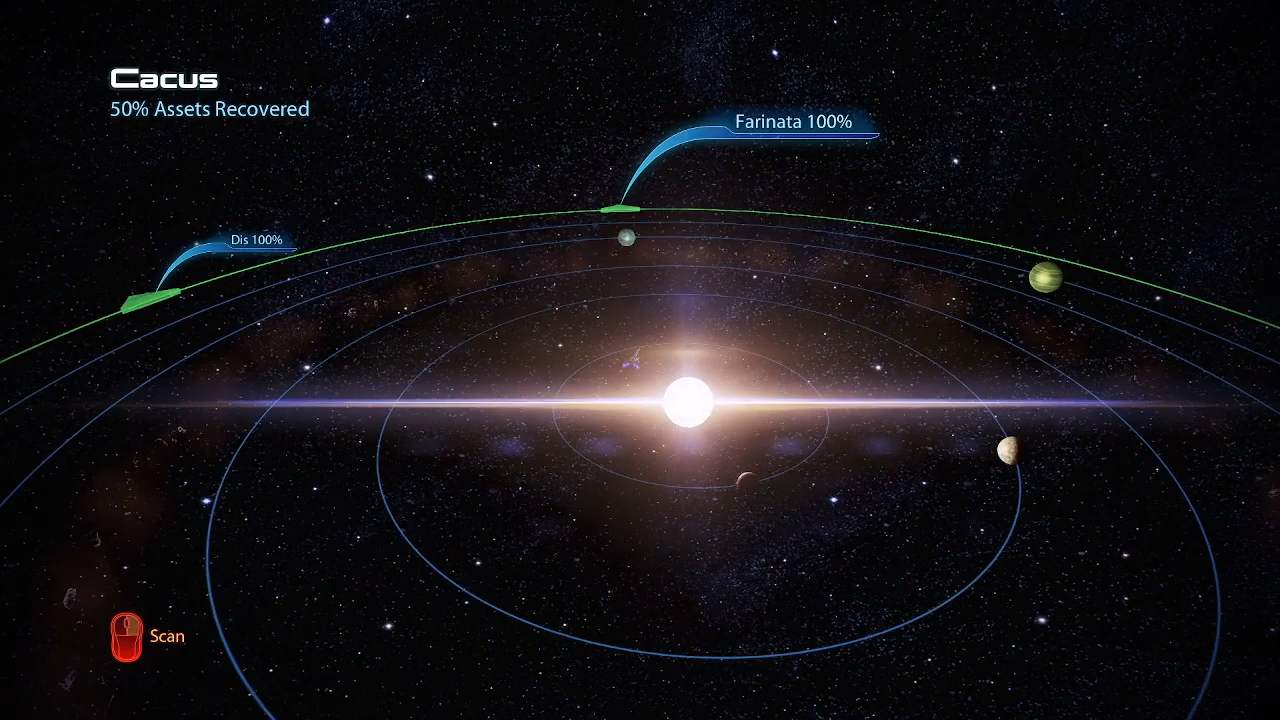 Cacus
50% Assets Recovered
Farinata 100%
Dis 100%
Scan